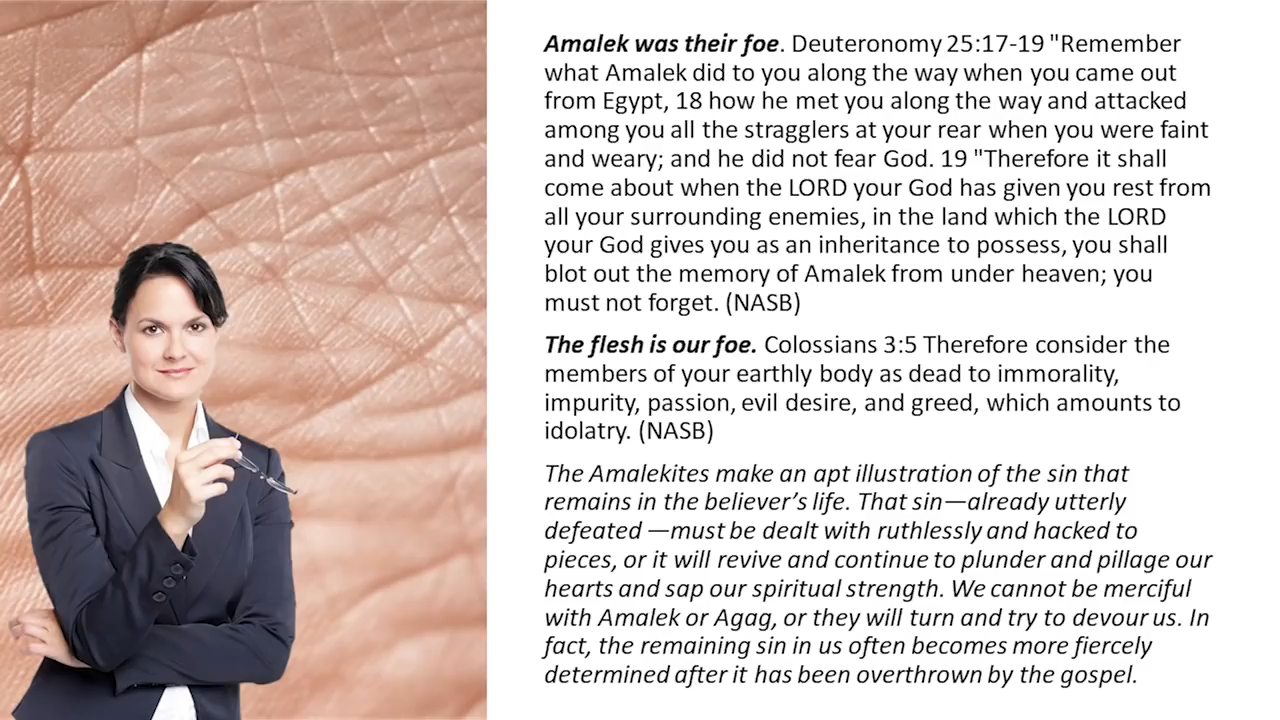 Amalek was their foe. Deuteronomy 25:17-19 "Remember
what Amalek did to you along the way when you came out
from Egypt, 18 how he met you along the way and attacked
among you all the stragglers at your rear when you were faint
and weary; and he did not fear God. 19 "Therefore it shall
come about when the LORD your God has given you rest from
all your surrounding enemies, in the land which the LORD
your God gives you as an inheritance to possess, you shall
blot out the memory of Amalek from under heaven; you
must not forget. (NASB)
The flesh is our foe. Colossians 3:5 Therefore consider the
members of your earthly body as dead to immorality,
impurity, passion, evil desire, and greed, which amounts to
idolatry. (NASB)
The Amalekites make an apt illustration of the sin that
remains in the believer’s life. That sin—already utterly
defeated —must be dealt with ruthlessly and hacked to
pieces, or it will revive and continue to plunder and pillage our
hearts and sap our spiritual strength. We cannot be merciful
with Amalek or Agag, or they will turn and try to devour us. In
fact, the remaining sin in us often becomes more fiercely
determined after it has been overthrown by the gospel.